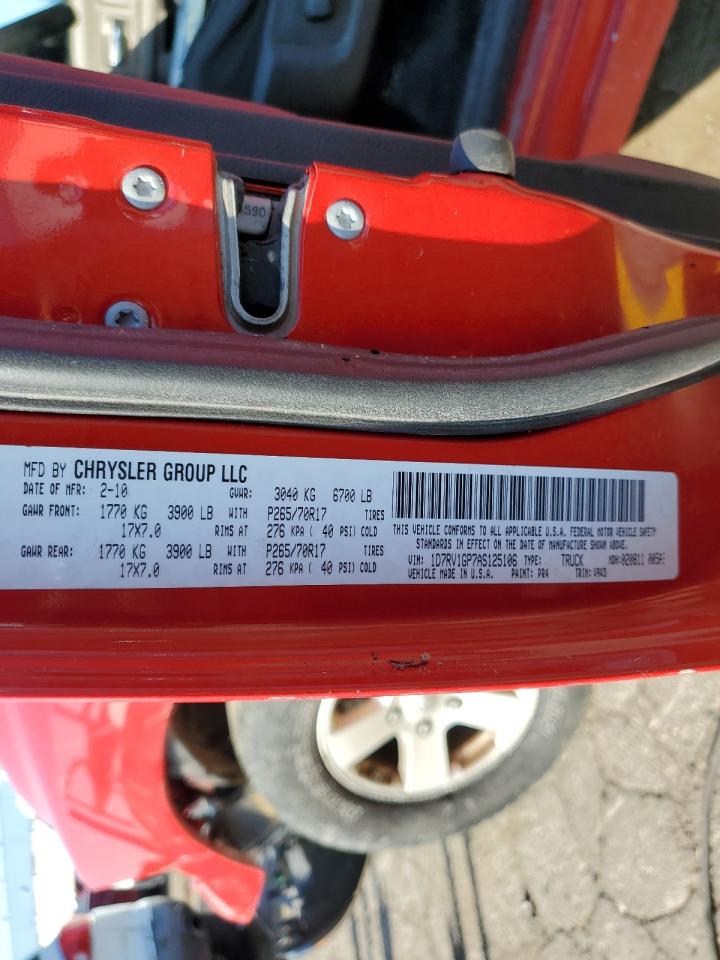 590
MFD BY CHRYSLER GROUP LLC
DATE OF MFR: 2-10 GVWR: 3040 KG 6700 LB
GAWR FRONT: 1770 KG 3900 LB WITH P265/70R17 TIRES
17X7.0 RIMS AT 276 KPA ( 40 PSI) COLD
GAWR REAR: 1770 KG 3900 LB WITH P265/70R17 TIRES
17X7.0 RIMS AT 276 KPA ( 40 PSI) COLD
THIS VEHICLE CONFORMS TO ALL APPLICABLE U.S.A. FEDERAL MOTOR VEHICLE SAFETY
STANDARDS IN EFFECT ON THE DATE OF MANUFACTURE SHOWN ABOVE.
VIN: 1D7RV1GP7AS125106 TYPE: TRUCK MDH:020811
VEHICLE MADE IN U.S.A. PAINT: PR4 TRIM: V9V3